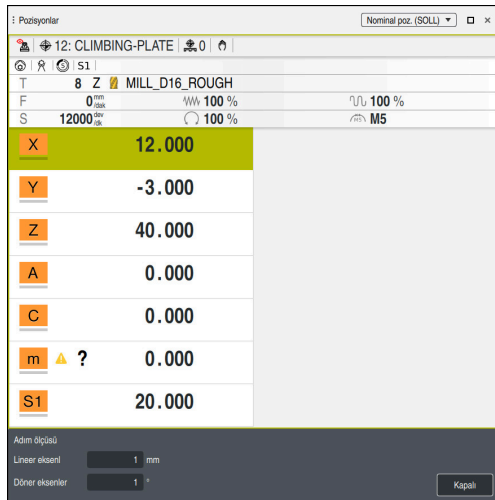 Pozisyonlar Nominal poz. (SOLL)
12: CLIMBING-PLATE 0
S1
T 8 Z MILL_D16_ROUGH
F 0 mm/dak 100 % 100 %
S 12000 dev/dk 100 % M5
X 12.000
Y -3.000
Z 40.000
A 0.000
C 0.000
m ? 0.000
S1 20.000
Adım ölçüsü
Lineer eksenl 1 mm
Döner eksenler 1 °
Kapalı